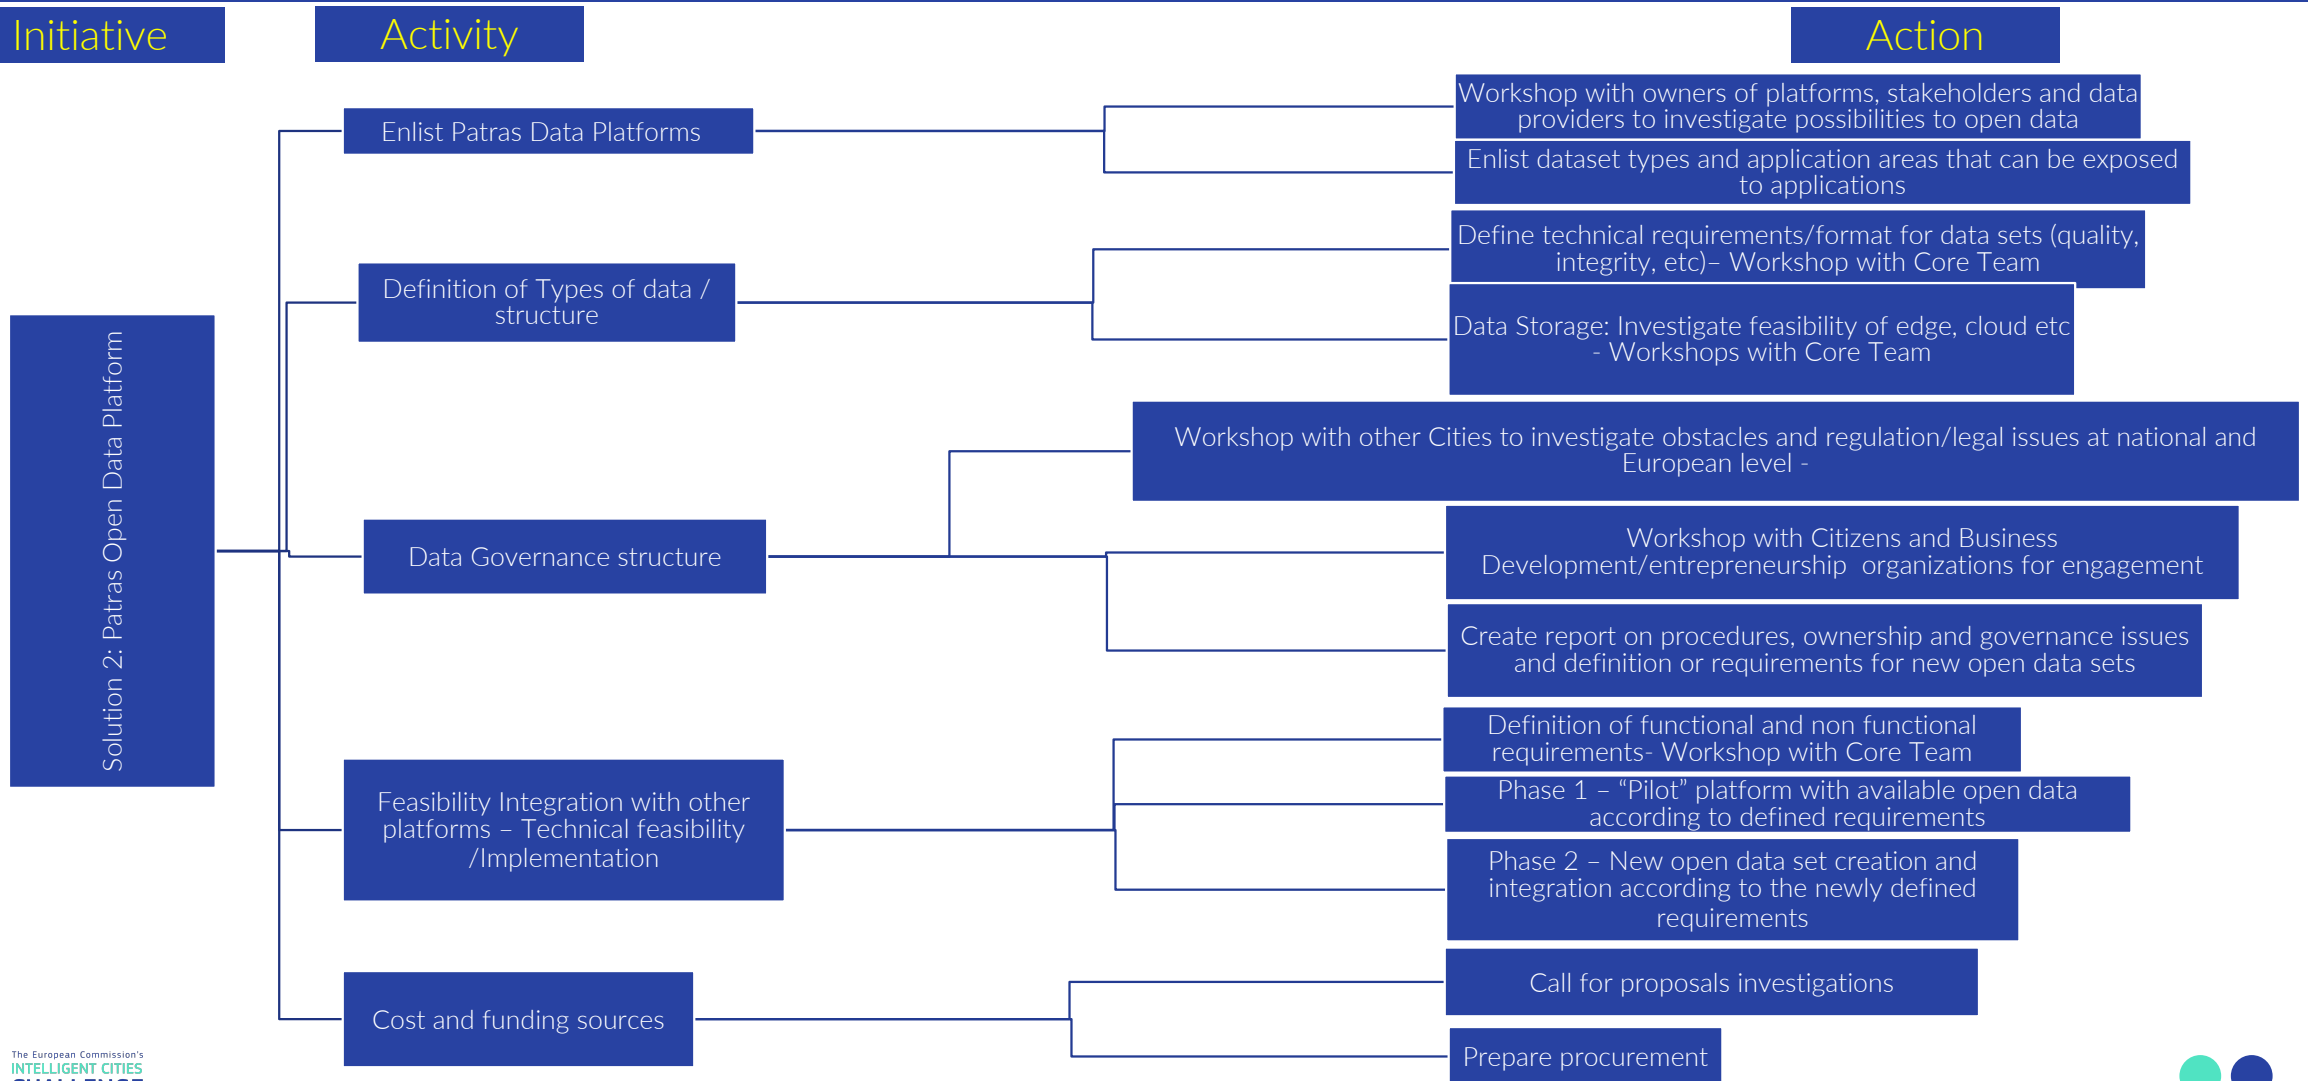 Initiative
Activity
Action
Solution 2: Patras Open Data Platform
Enlist Patras Data Platforms
Workshop with owners of platforms, stakeholders and data
providers to investigate possibilities to open data
Enlist dataset types and application areas that can be exposed
to applications
Definition of Types of data /
structure
Define technical requirements/format for data sets (quality,
integrity, etc)– Workshop with Core Team
Data Storage: Investigate feasibility of edge, cloud etc
- Workshops with Core Team
Data Governance structure
Workshop with other Cities to investigate obstacles and regulation/legal issues at national and
European level -
Workshop with Citizens and Business
Development/entrepreneurship organizations for engagement
Create report on procedures, ownership and governance issues
and definition or requirements for new open data sets
Feasibility Integration with other
platforms – Technical feasibility
/Implementation
Definition of functional and non functional
requirements- Workshop with Core Team
Phase 1 – “Pilot” platform with available open data
according to defined requirements
Phase 2 – New open data set creation and
integration according to the newly defined
requirements
Cost and funding sources
Call for proposals investigations
Prepare procurement
The European Commission's
INTELLIGENT CITIES
CHALLENGE